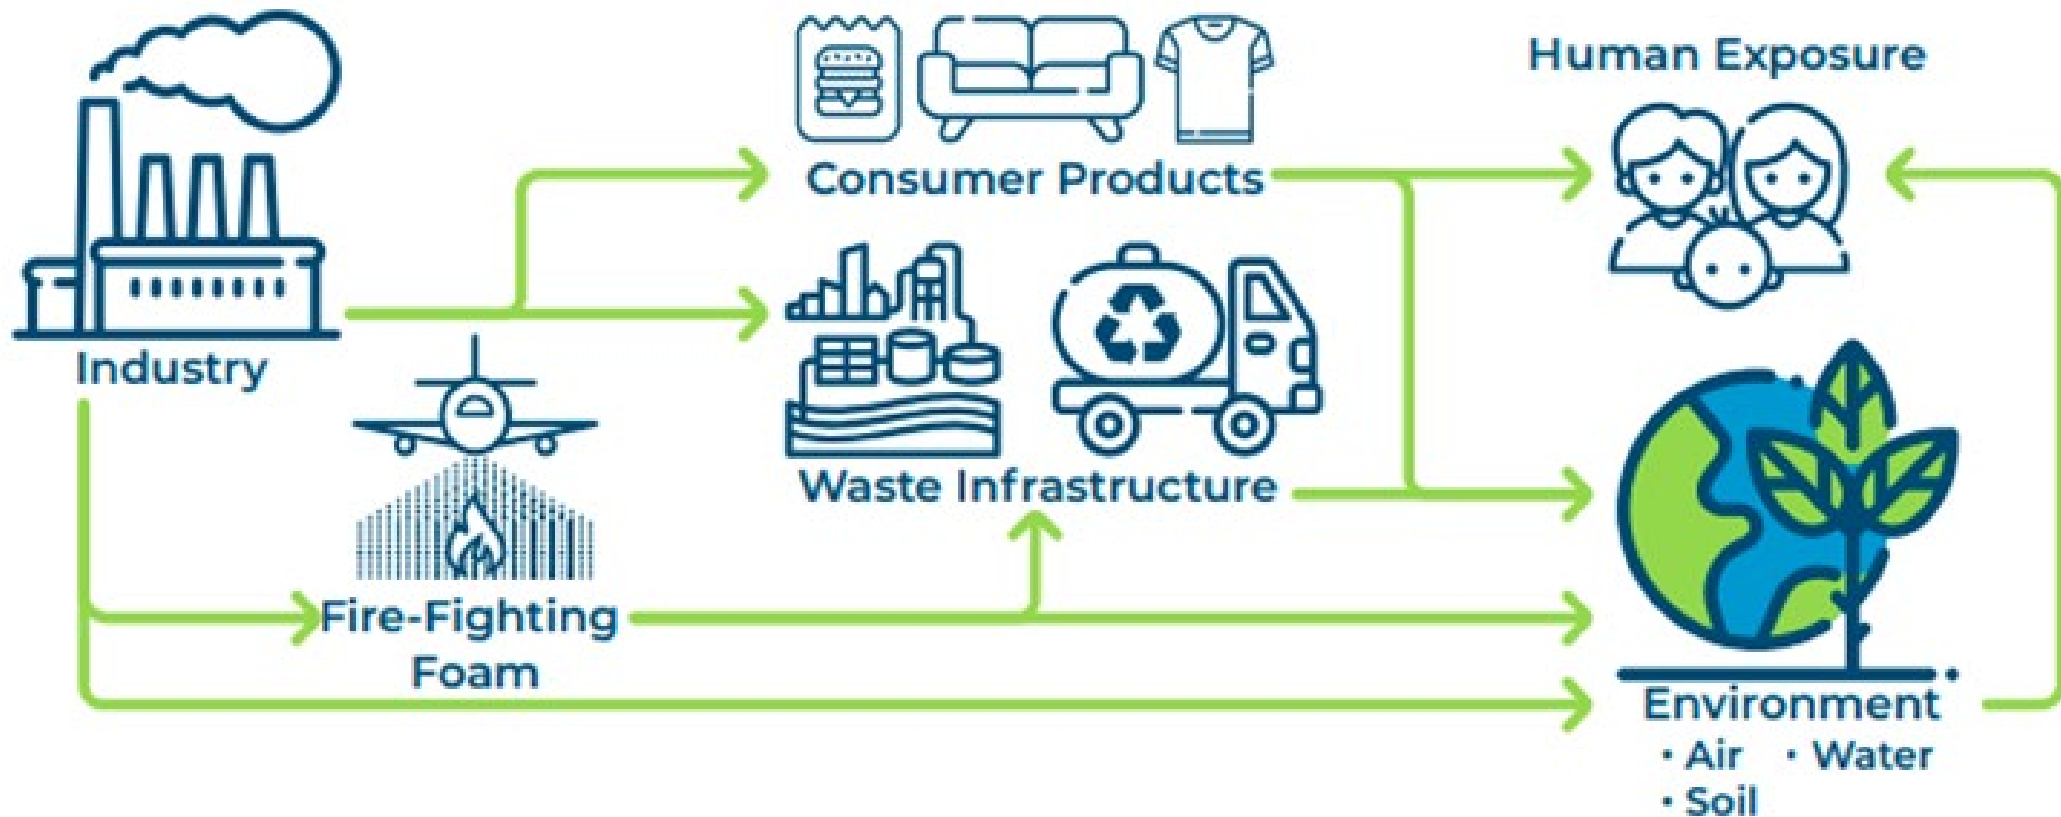 Human Exposure
Consumer Products
Industry
Waste Infrastructure
Fire-Fighting
Foam
Environment
• Air • Water
• Soil